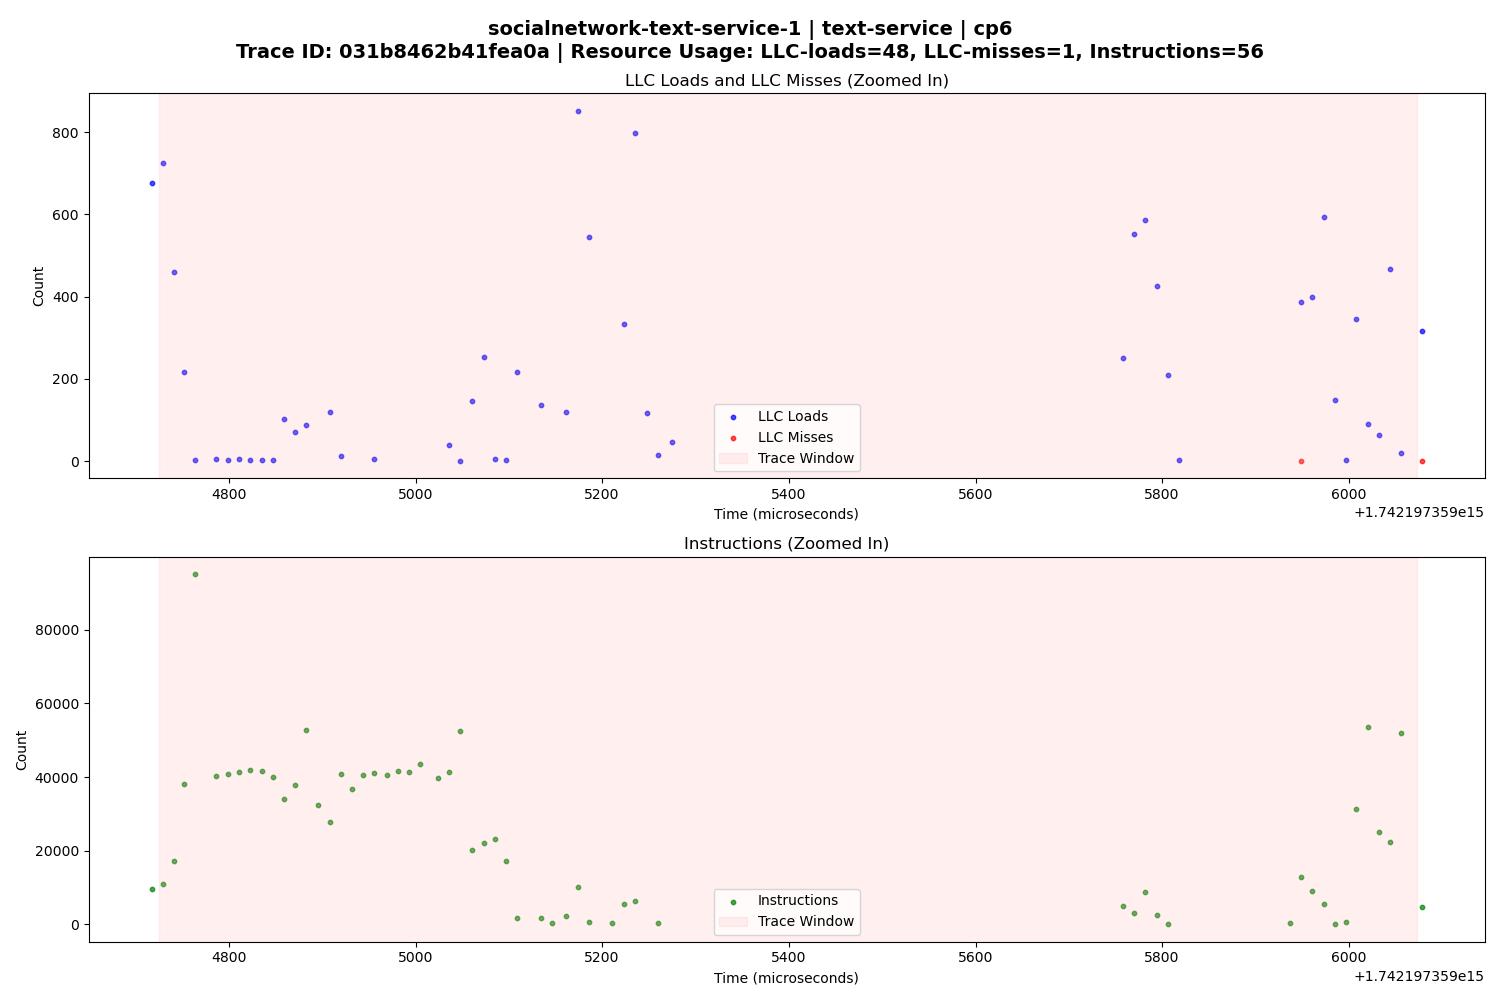 socialnetwork-text-service-1 | text-service | cp6
Trace ID: 031b8462b41fea0a | Resource Usage: LLC-loads=48, LLC-misses=1, Instructions=56
LLC Loads and LLC Misses (Zoomed In)
Count
800
600
400
200
0
LLC Loads
LLC Misses
Trace Window
4800 5000 5200 5400 5600 5800 6000
Time (microseconds)
+1.742197359e15
Instructions (Zoomed In)
Count
80000
60000
40000
20000
0
Instructions
Trace Window
4800 5000 5200 5400 5600 5800 6000
Time (microseconds)
+1.742197359e15